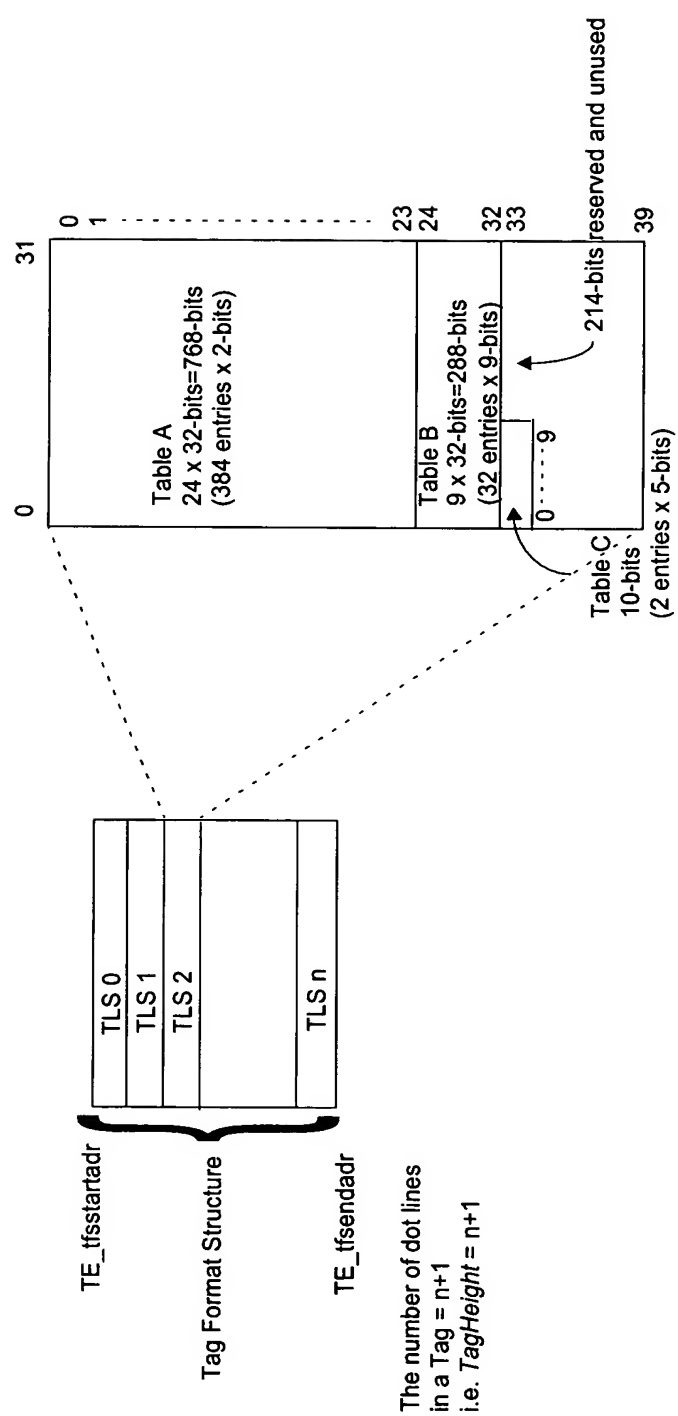 TE_tfsstartadr
Tag Format Structure
TE_tfsendadr
The number of dot lines
in a Tag = n+1
i.e. TagHeight = n+1
TLS 0
TLS 1
TLS 2
TLS n
0
31
0
1
Table A
24 x 32-bits=768-bits
(384 entries x 2-bits)
23
24
Table B
9 x 32-bits=288-bits
(32 entries x 9-bits)
32
33
0
9
Table C
10-bits
(2 entries x 5-bits)
214-bits reserved and unused
39